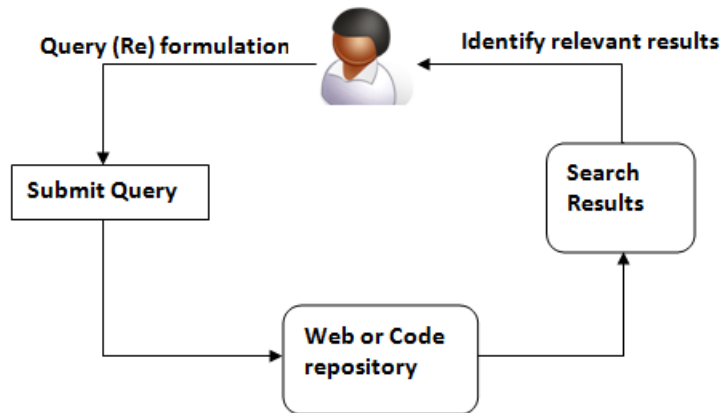 Query (Re) formulation
Identify relevant results
Submit Query
Search
Results
Web or Code
repository